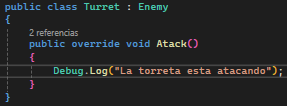 public class Turret : Enemy
{
2 referencias
public override void Atack()
{
Debug.Log("La torreta esta atacando");
}
}